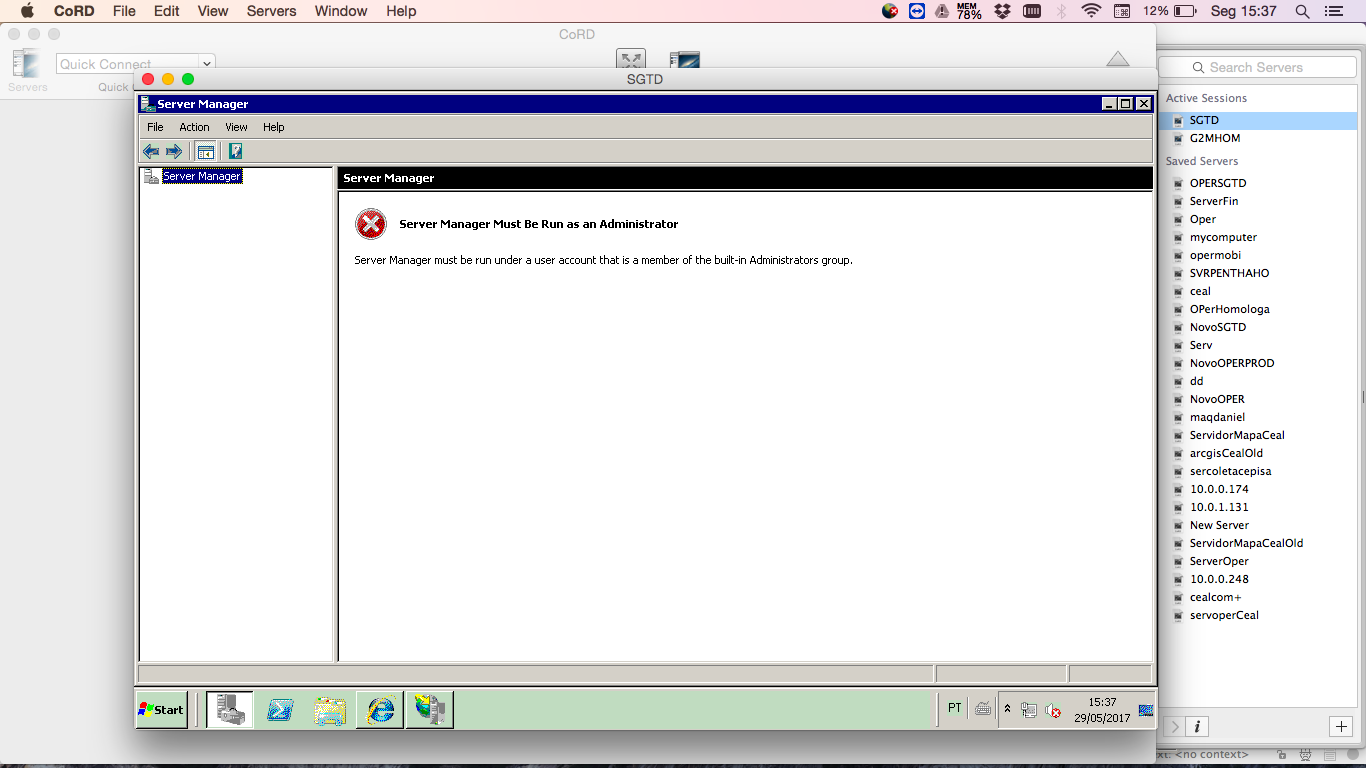 CoRD File Edit View Servers Window Help MEM 78% 12% Seg 15:37
CoRD
Quick Connect
Servers
Quick
SGTD
Server Manager
File Action View Help
Server Manager
Server Manager
Server Manager Must Be Run as an Administrator
Server Manager must be run under a user account that is a member of the built-in Administrators group.
Start
PT
15:37
29/05/2017
Search Servers
Active Sessions
SGTD
G2MHOM
Saved Servers
OPERSGTD
ServerFin
Oper
mycomputer
opermobi
SVRPENTHAHO
ceal
OPerHomologa
NovoSGTD
Serv
NovoOPERPROD
dd
NovoOPER
maqdaniel
ServidorMapaCeal
arcgisCealOld
sercoletacepisa
10.0.0.174
10.0.1.131
New Server
ServidorMapaCealOld
ServerOper
10.0.0.248
cealcom+
servoperCeal
i
xt: <no context>